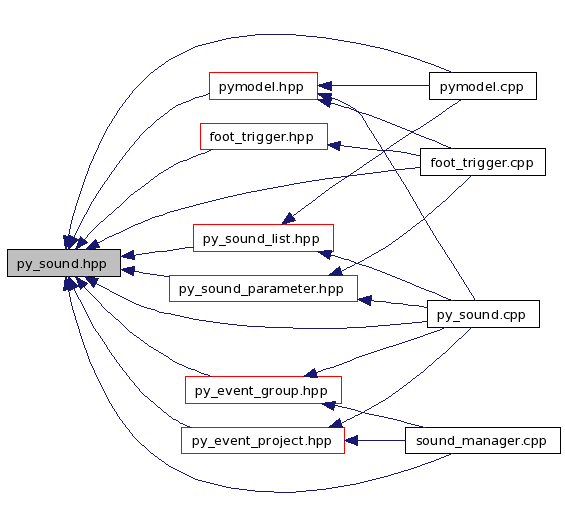 pymodel.hpp
pymodel.cpp
foot_trigger.hpp
foot_trigger.cpp
py_sound_list.hpp
py_sound.hpp
py_sound_parameter.hpp
py_sound.cpp
py_event_group.hpp
py_event_project.hpp
sound_manager.cpp